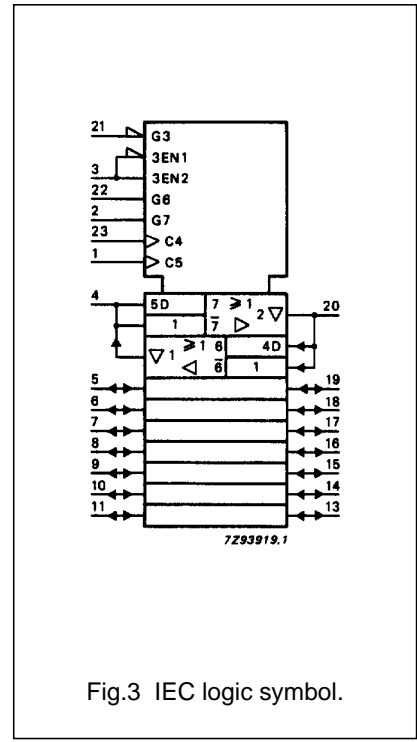 21 G3
3EN1
3 3EN2
22 G6
2 G7
23 C4
1 C5
4 5D 7 ⩾1 2 ▽ 20
1 7̅ ▷
▽ 1 ⩾1 6 4D
◁ 6̅ 1
5 19
6 18
7 17
8 16
9 15
10 14
11 13
7Z93919.1
Fig.3 IEC logic symbol.